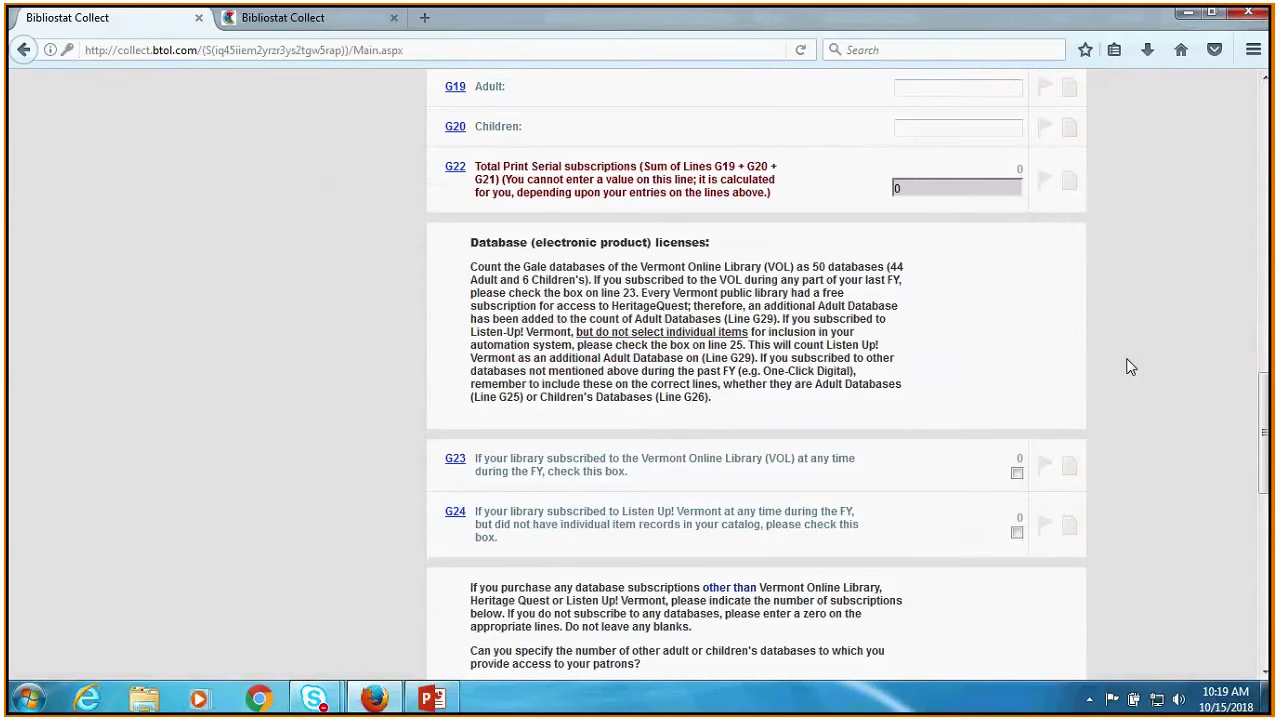 Bibliostat Collect
Bibliostat Collect
http://collect.btol.com/(S(iq45iiem2yrzr3ys2tgw5rap))/Main.aspx
Search
G19 Adult:
G20 Children:
G22 Total Print Serial subscriptions (Sum of Lines G19 + G20 +
G21) (You cannot enter a value on this line; it is calculated
for you, depending upon your entries on the lines above.)
0
0
Database (electronic product) licenses:
Count the Gale databases of the Vermont Online Library (VOL) as 50 databases (44
Adult and 6 Children's). If you subscribed to the VOL during any part of your last FY,
please check the box on line 23. Every Vermont public library had a free
subscription for access to HeritageQuest; therefore, an additional Adult Database
has been added to the count of Adult Databases (Line G29). If you subscribed to
Listen-Up! Vermont, but do not select individual items for inclusion in your
automation system, please check the box on line 25. This will count Listen Up!
Vermont as an additional Adult Database on (Line G29). If you subscribed to other
databases not mentioned above during the past FY (e.g. One-Click Digital),
remember to include these on the correct lines, whether they are Adult Databases
(Line G25) or Children's Databases (Line G26).
G23 If your library subscribed to the Vermont Online Library (VOL) at any time
during the FY, check this box.
0
G24 If your library subscribed to Listen Up! Vermont at any time during the FY,
but did not have individual item records in your catalog, please check this
box.
0
If you purchase any database subscriptions other than Vermont Online Library,
Heritage Quest or Listen Up! Vermont, please indicate the number of subscriptions
below. If you do not subscribe to any databases, please enter a zero on the
appropriate lines. Do not leave any blanks.
Can you specify the number of other adult or children's databases to which you
provide access to your patrons?
10:19 AM
10/15/2018